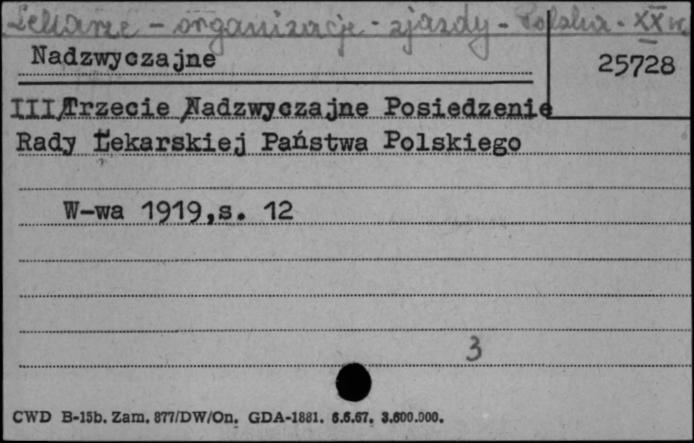 Lekarze - organizacje - zjazdy - Polska - XX w.
Nadzwyczajne
25728
III/Trzecie/Nadzwyczajne Posiedzenie
Rady Lekarskiej Państwa Polskiego
W-wa 1919,s. 12
3
CWD B-15b. Zam. 877/DW/On. GDA-1881. 6.6.67. 3.600.000.